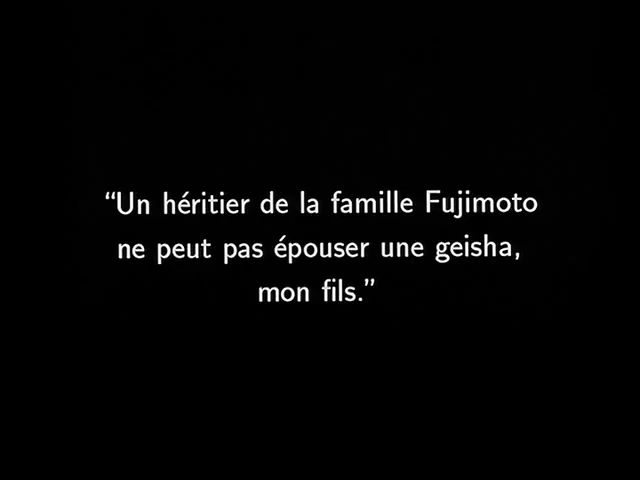 “Un héritier de la famille Fujimoto
ne peut pas épouser une geisha,
mon fils.”